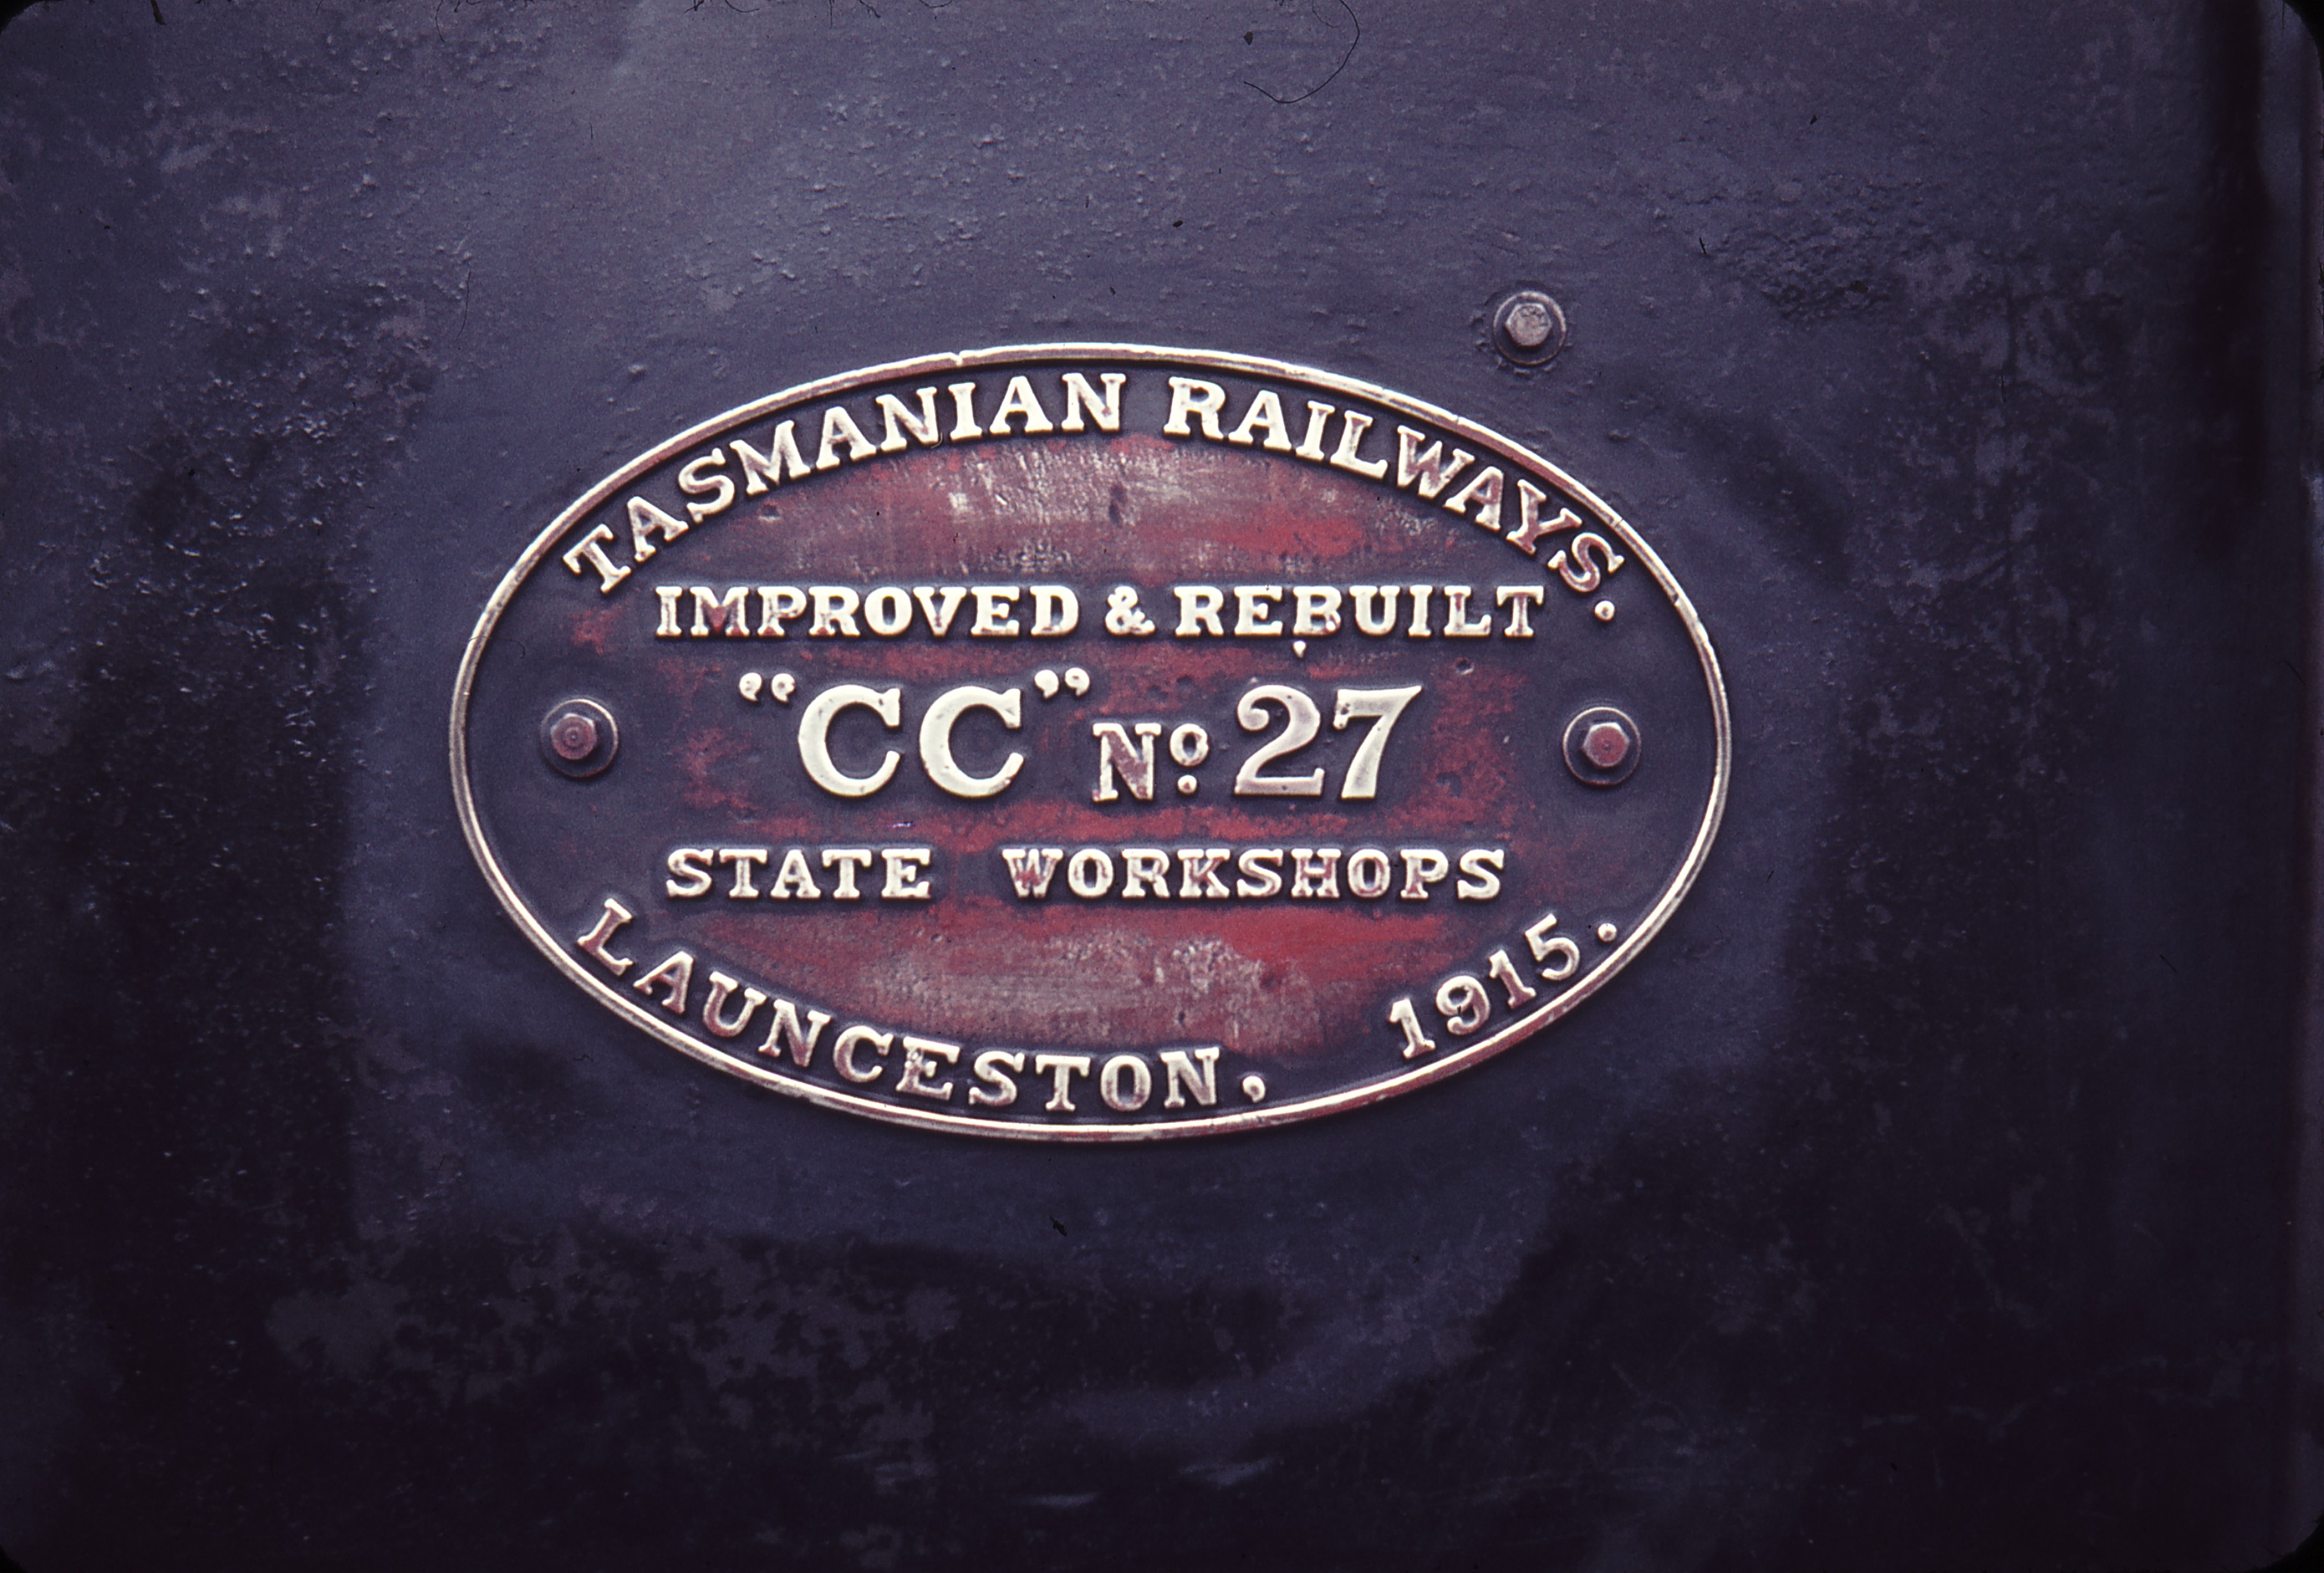 TASMANIAN RAILWAYS.
IMPROVED & REBUILT
“CC” Nº 27
STATE WORKSHOPS
LAUNCESTON, 1915.